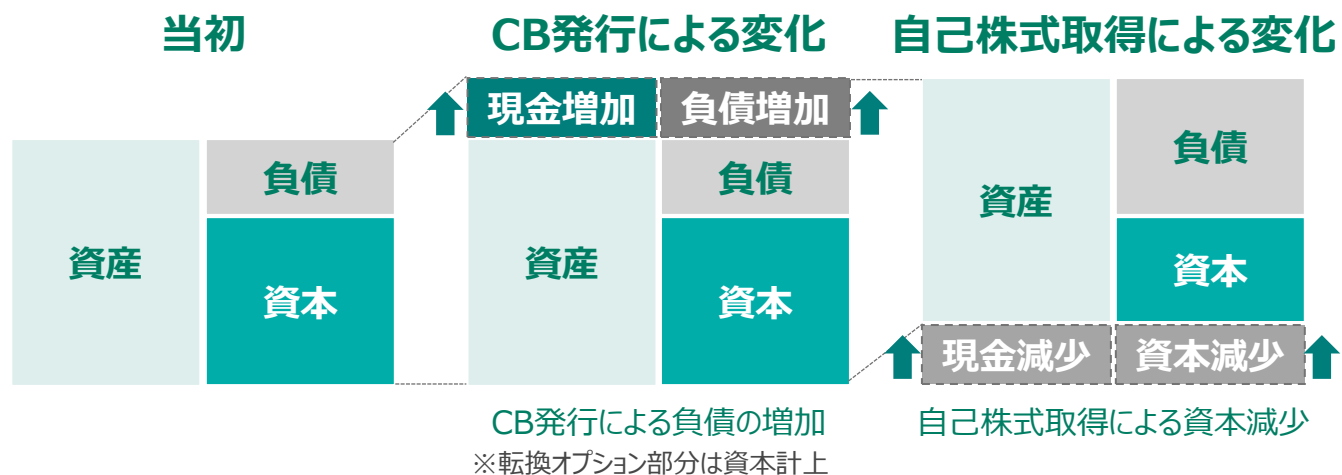 当初
資産
負債
資本
CB発行による変化
現金増加
負債増加
資産
負債
資本
CB発行による負債の増加
※転換オプション部分は資本計上
自己株式取得による変化
資産
負債
資本
現金減少
資本減少
自己株式取得による資本減少